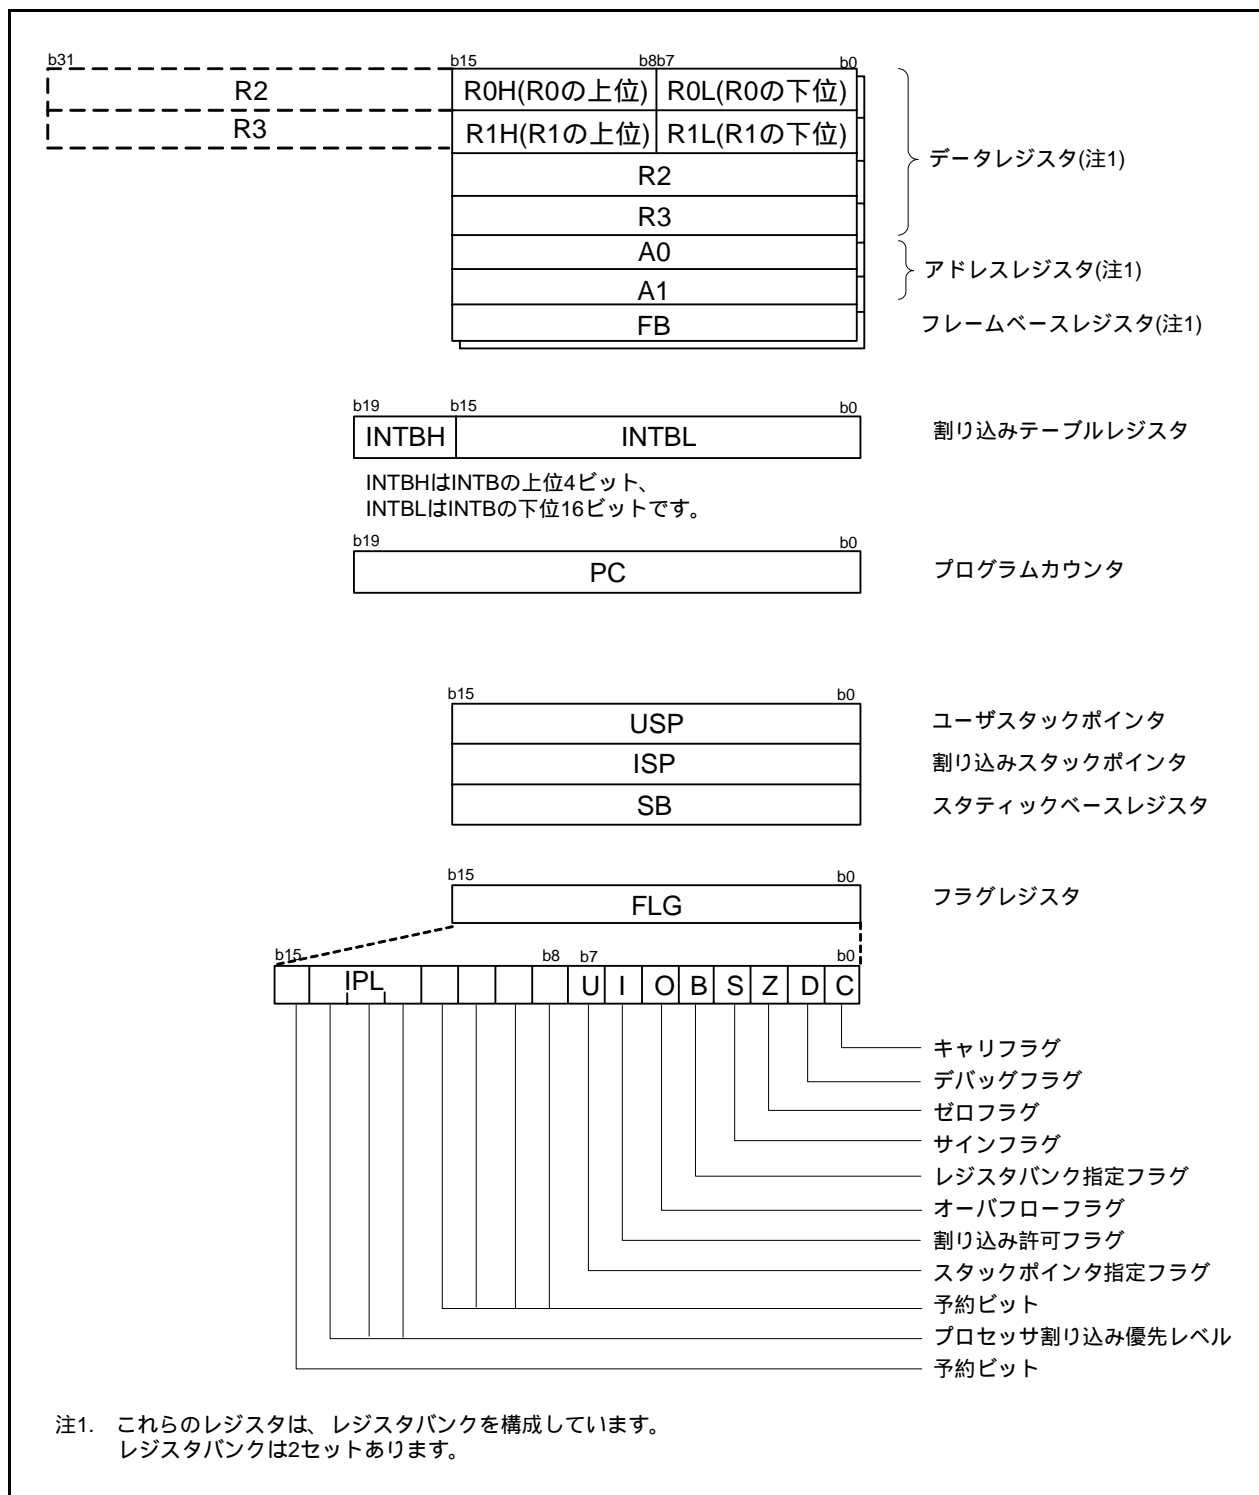 b31 b15 b8b7 b0
R2 R0H(R0の上位) R0L(R0の下位)
R3 R1H(R1の上位) R1L(R1の下位)
データレジスタ(注1)
R2
R3
A0
アドレスレジスタ(注1)
A1
FB フレームベースレジスタ(注1)
b19 b15 b0
INTBH INTBL 割り込みテーブルレジスタ
INTBHはINTBの上位4ビット、
INTBLはINTBの下位16ビットです。
b19 b0
PC プログラムカウンタ
b15 b0
USP ユーザスタックポインタ
ISP 割り込みスタックポインタ
SB スタティックベースレジスタ
b15 b0
FLG フラグレジスタ
b15 b8 b7 b0
IPL U I O B S Z D C
キャリフラグ
デバッグフラグ
ゼロフラグ
サインフラグ
レジスタバンク指定フラグ
オーバフローフラグ
割り込み許可フラグ
スタックポインタ指定フラグ
予約ビット
プロセッサ割り込み優先レベル
予約ビット
注1. これらのレジスタは、レジスタバンクを構成しています。
レジスタバンクは2セットあります。